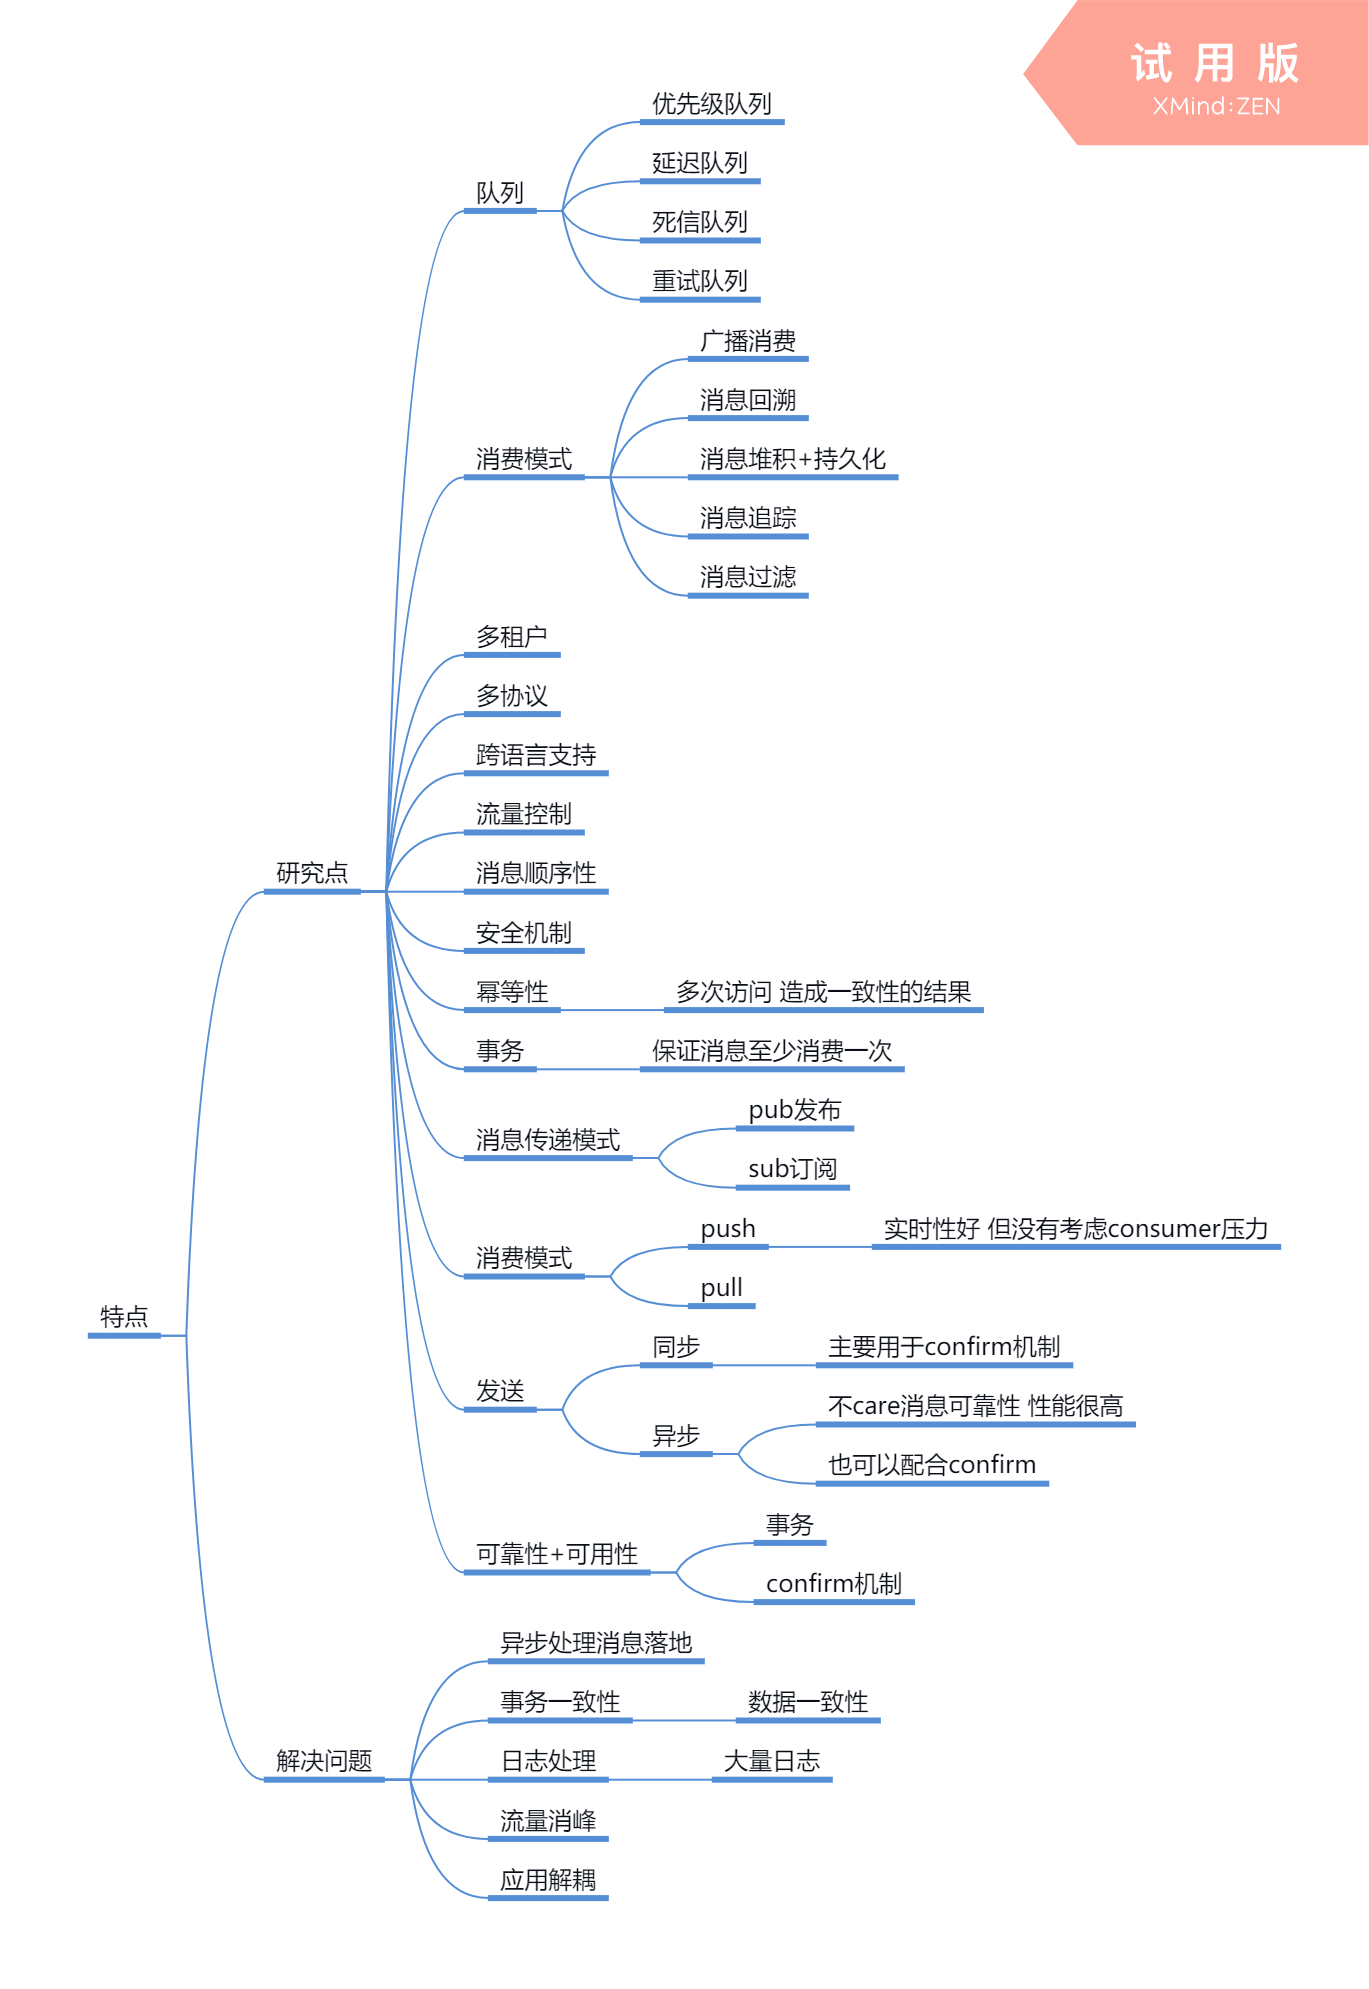 试用版
XMind:ZEN
优先级队列
延迟队列
队列
死信队列
重试队列
广播消费
消息回溯
消费模式
消息堆积+持久化
消息追踪
消息过滤
多租户
多协议
跨语言支持
流量控制
研究点
消息顺序性
安全机制
幂等性
多次访问 造成一致性的结果
事务
保证消息至少消费一次
pub发布
消息传递模式
sub订阅
push
实时性好 但没有考虑consumer压力
消费模式
pull
特点
同步
主要用于confirm机制
发送
不care消息可靠性 性能很高
异步
也可以配合confirm
事务
可靠性+可用性
confirm机制
异步处理消息落地
事务一致性
数据一致性
解决问题
日志处理
大量日志
流量消峰
应用解耦